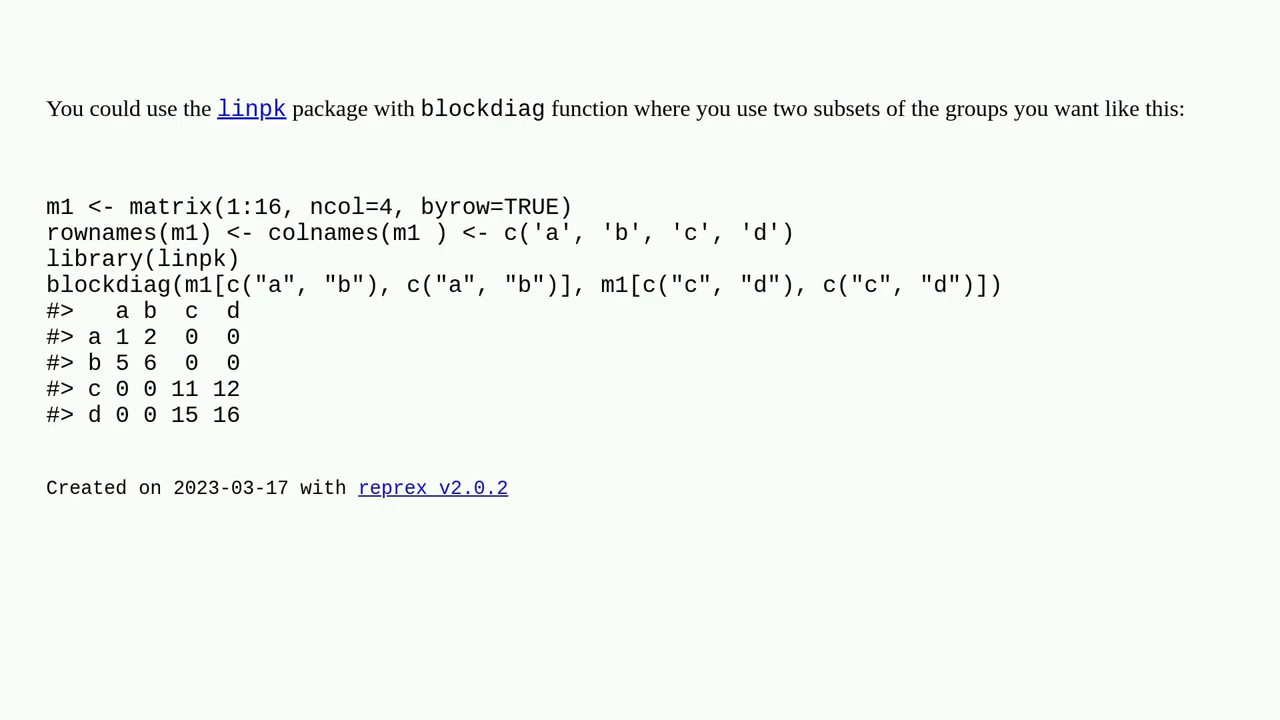 You could use the linpk package with blockdiag function where you use two subsets of the groups you want like this:
m1 <- matrix(1:16, ncol=4, byrow=TRUE)
rownames(m1) <- colnames(m1 ) <- c('a', 'b', 'c', 'd')
library(linpk)
blockdiag(m1[c("a", "b"), c("a", "b")], m1[c("c", "d"), c("c", "d")])
#>   a b  c  d
#> a 1 2  0  0
#> b 5 6  0  0
#> c 0 0 11 12
#> d 0 0 15 16
Created on 2023-03-17 with reprex v2.0.2